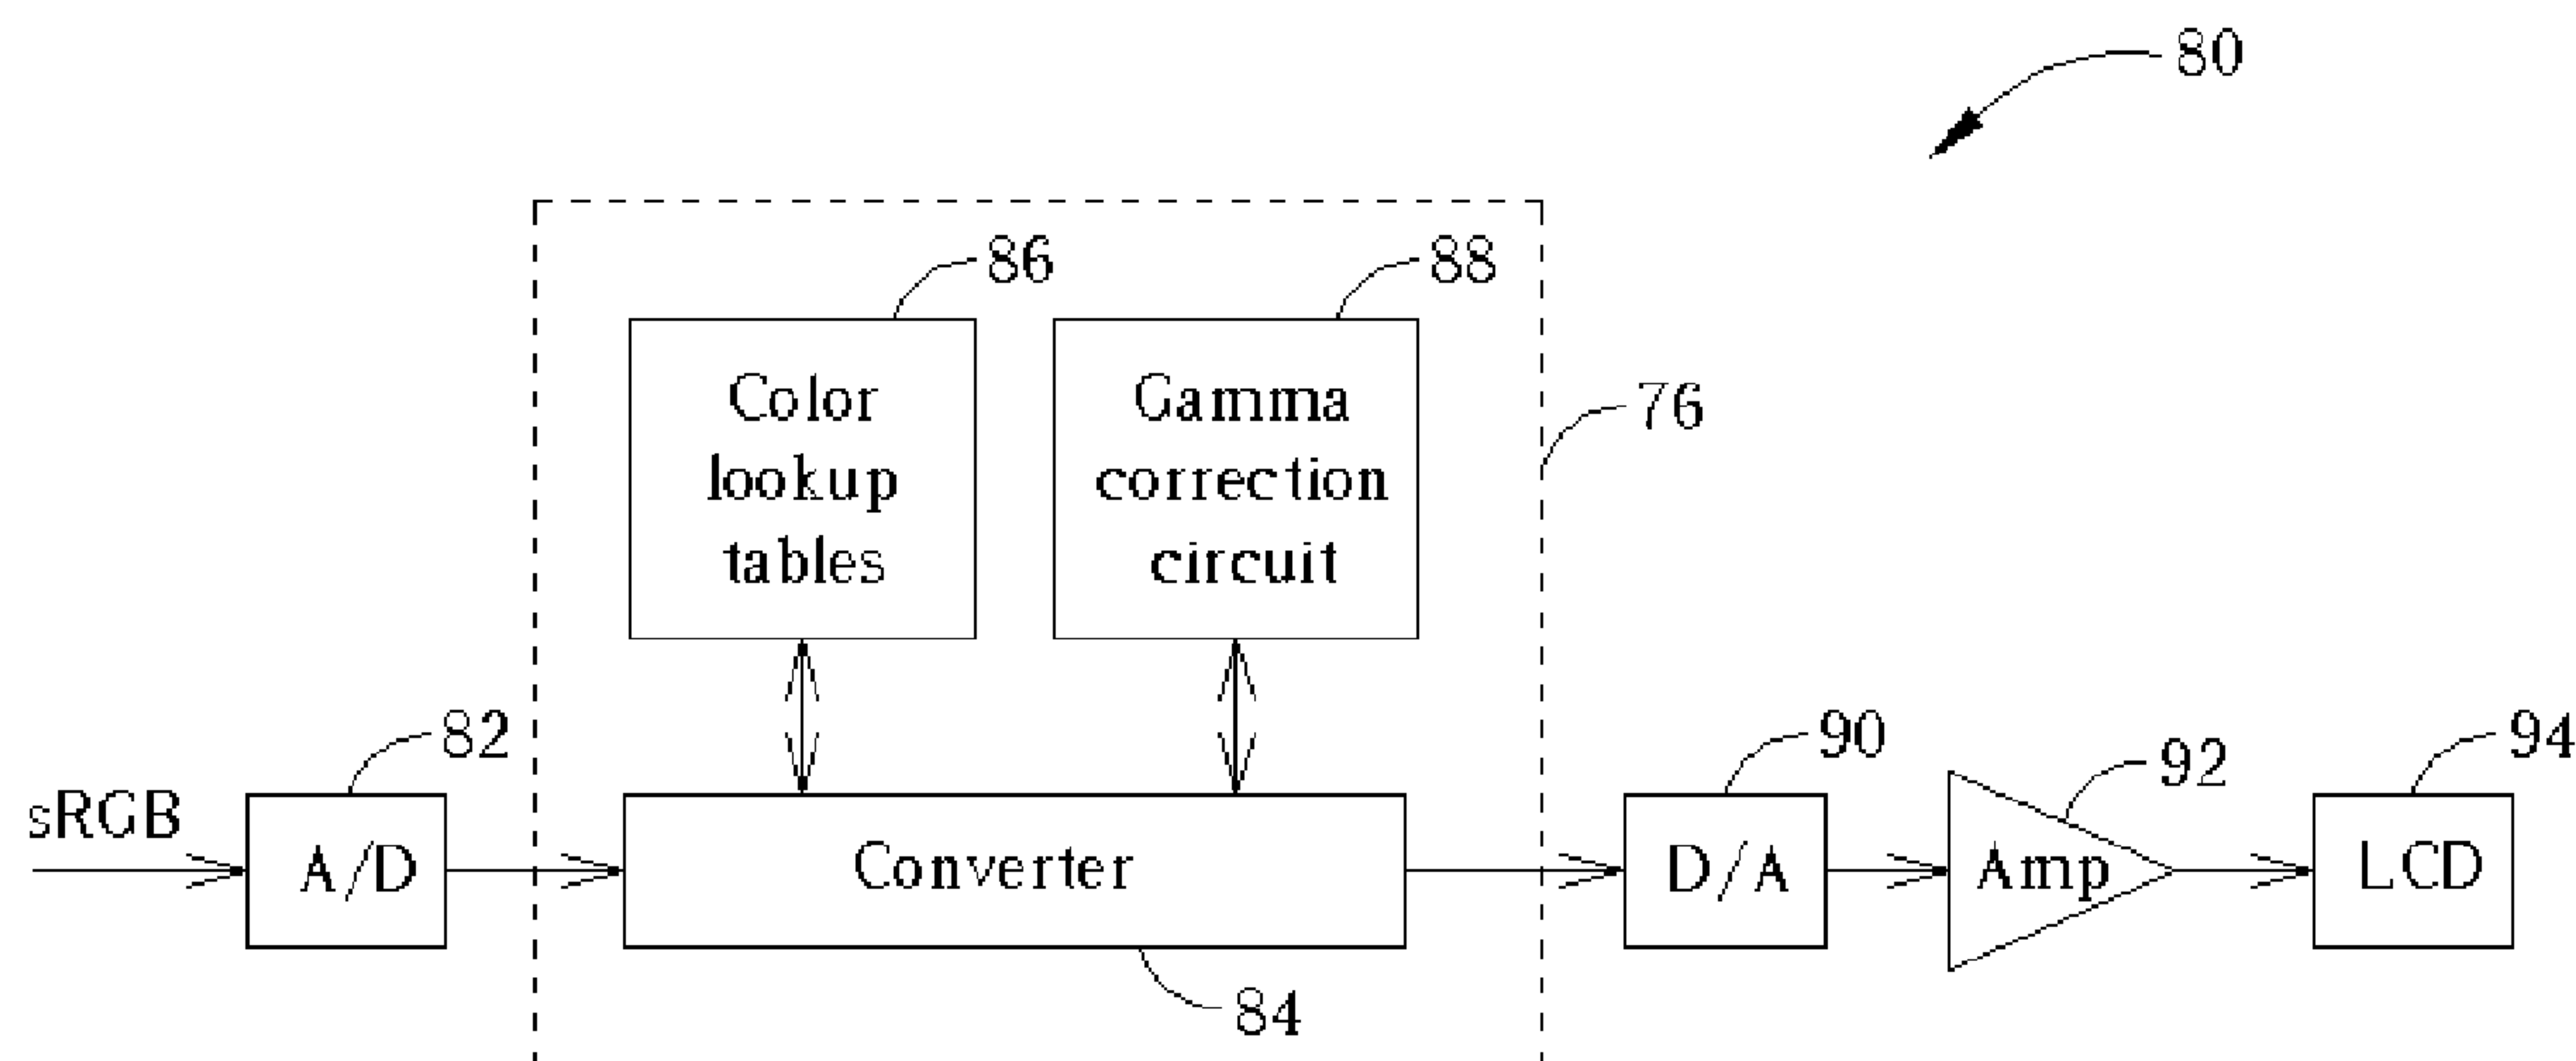 80
86
88
Color
lookup
tables
Gamma
correction
circuit
76
82
90
92
94
sRGB
A/D
Converter
D/A
Amp
LCD
84